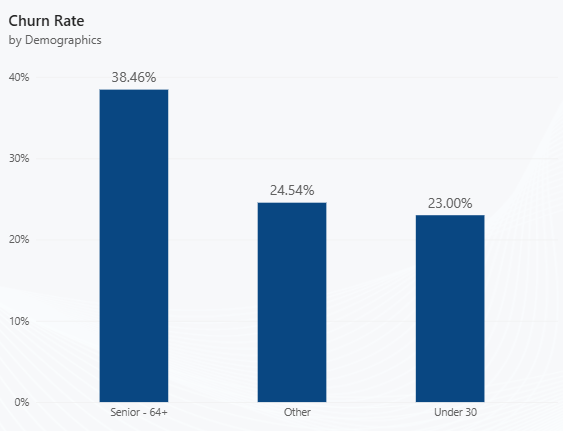 Churn Rate
by Demographics
40%
30%
20%
10%
0%
38.46%
24.54%
23.00%
Senior - 64+
Other
Under 30